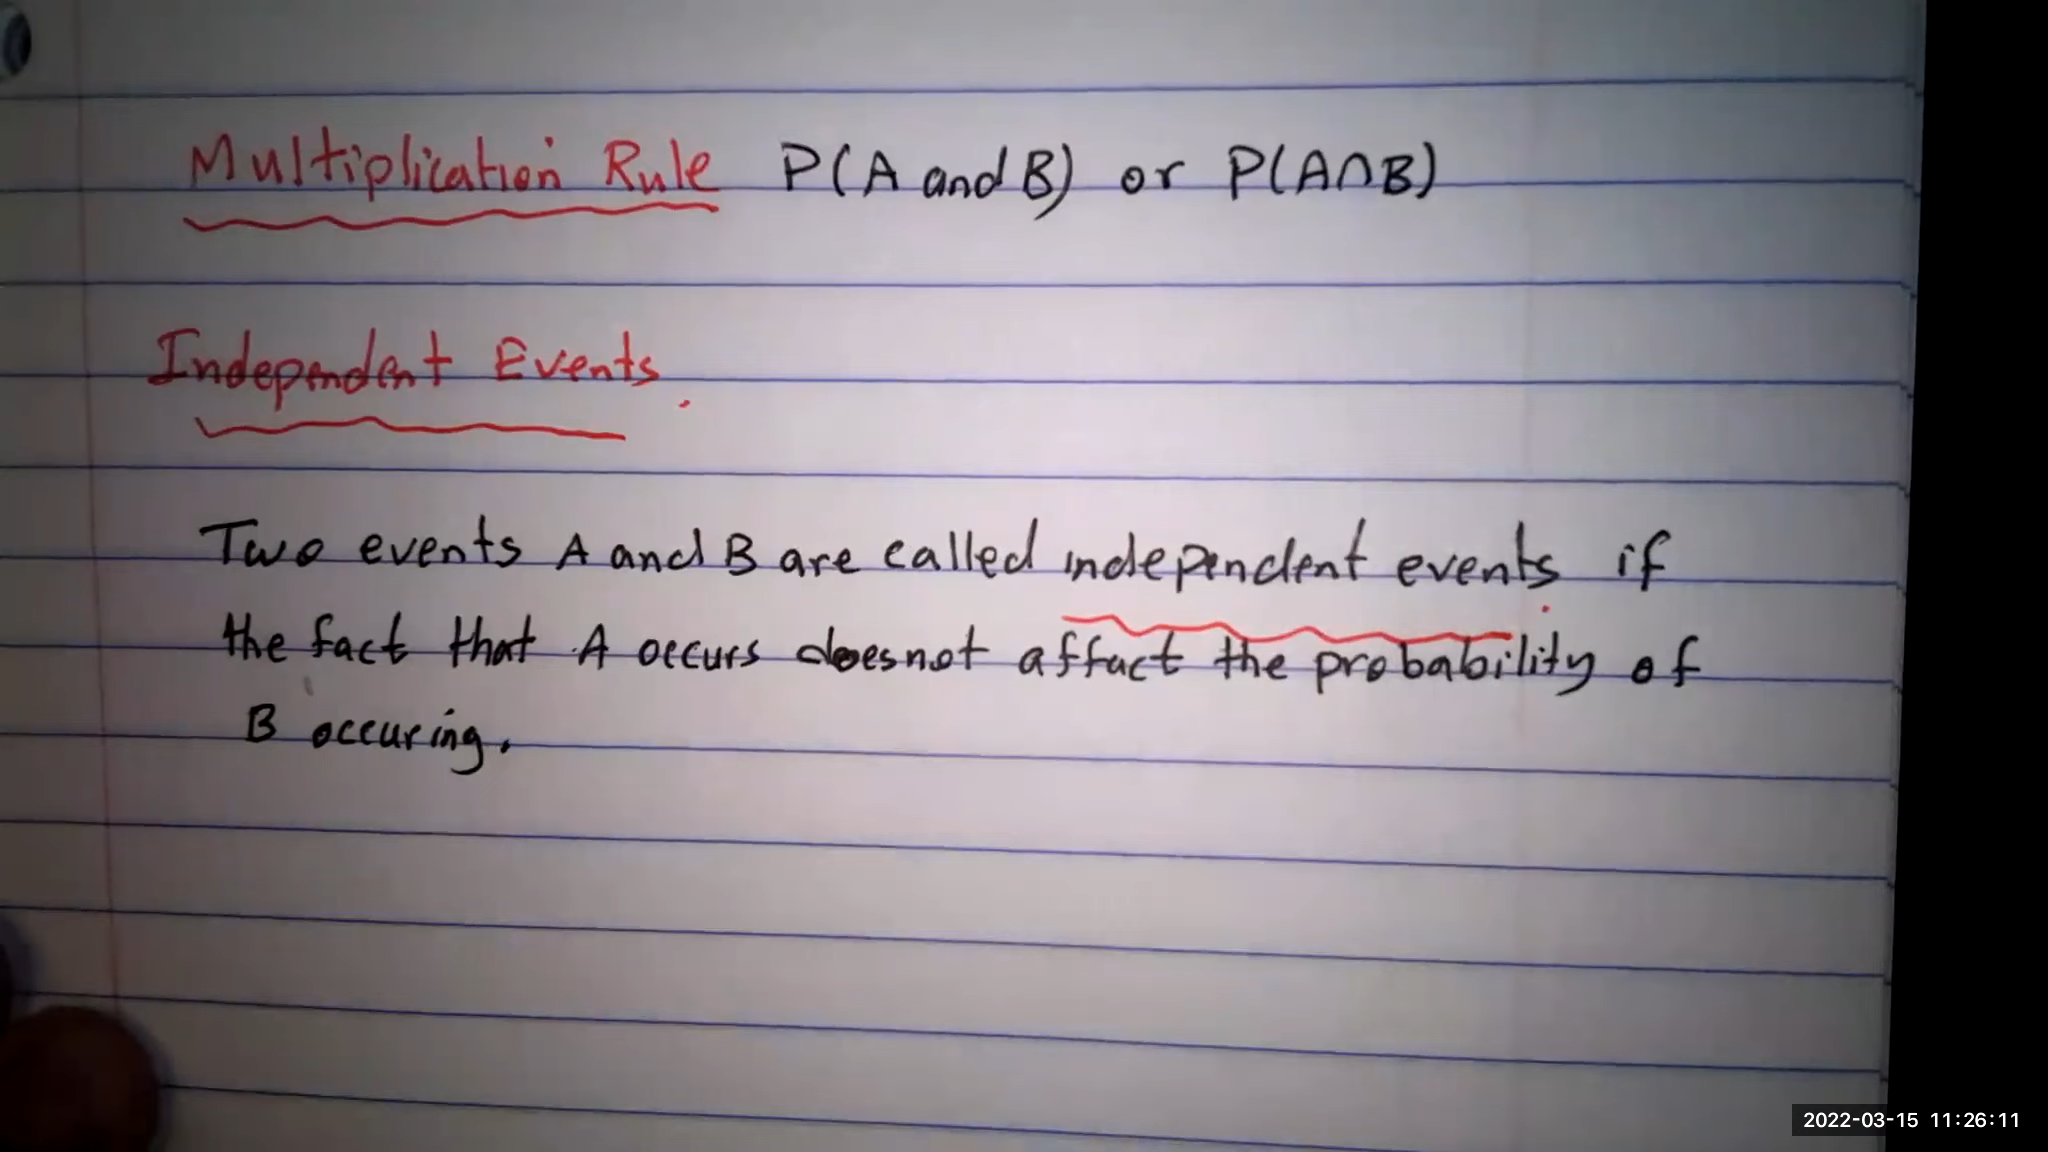 Multiplication Rule P(A and B) or P(A∩B)
Independent Events
Two events A and B are called independent events if
the fact that A occurs does not affect the probability of
B occuring.
2022-03-15 11:26:11